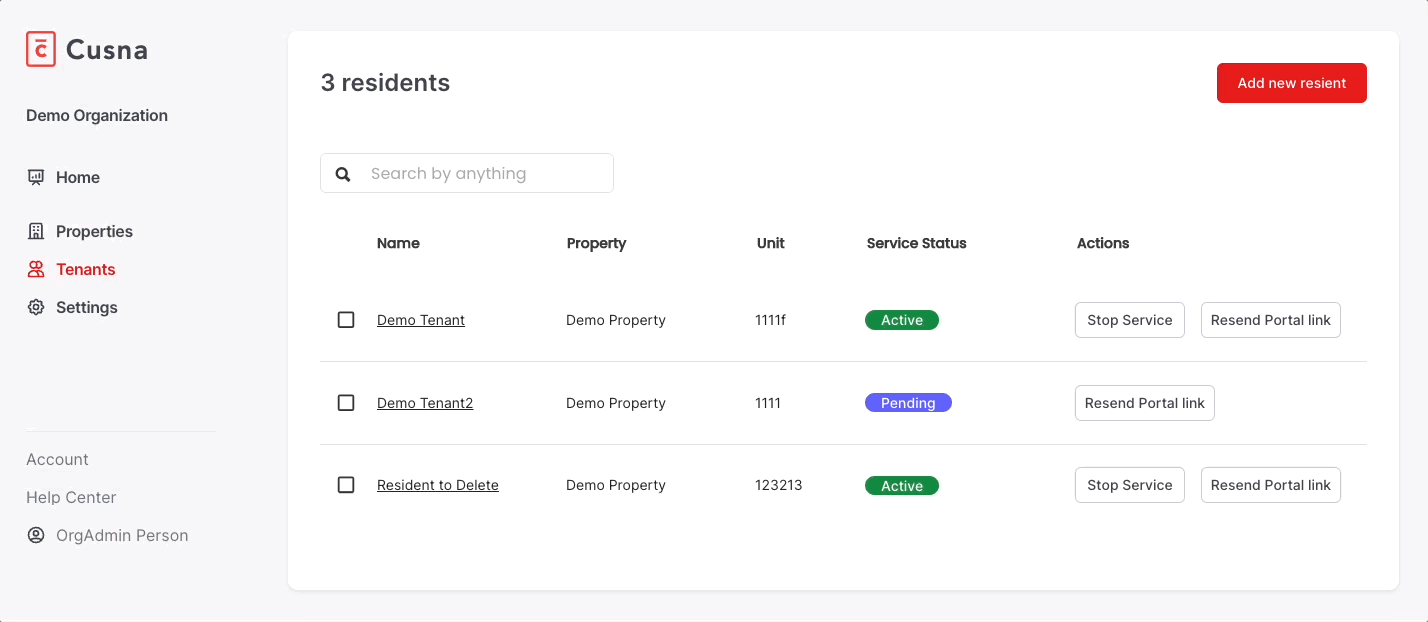 Cusna
Demo Organization
Home
Properties
Tenants
Settings
Account
Help Center
OrgAdmin Person
3 residents
Add new resient
Search by anything
Name Property Unit Service Status Actions
Demo Tenant Demo Property 1111f Active Stop Service Resend Portal link
Demo Tenant2 Demo Property 1111 Pending Resend Portal link
Resident to Delete Demo Property 123213 Active Stop Service Resend Portal link